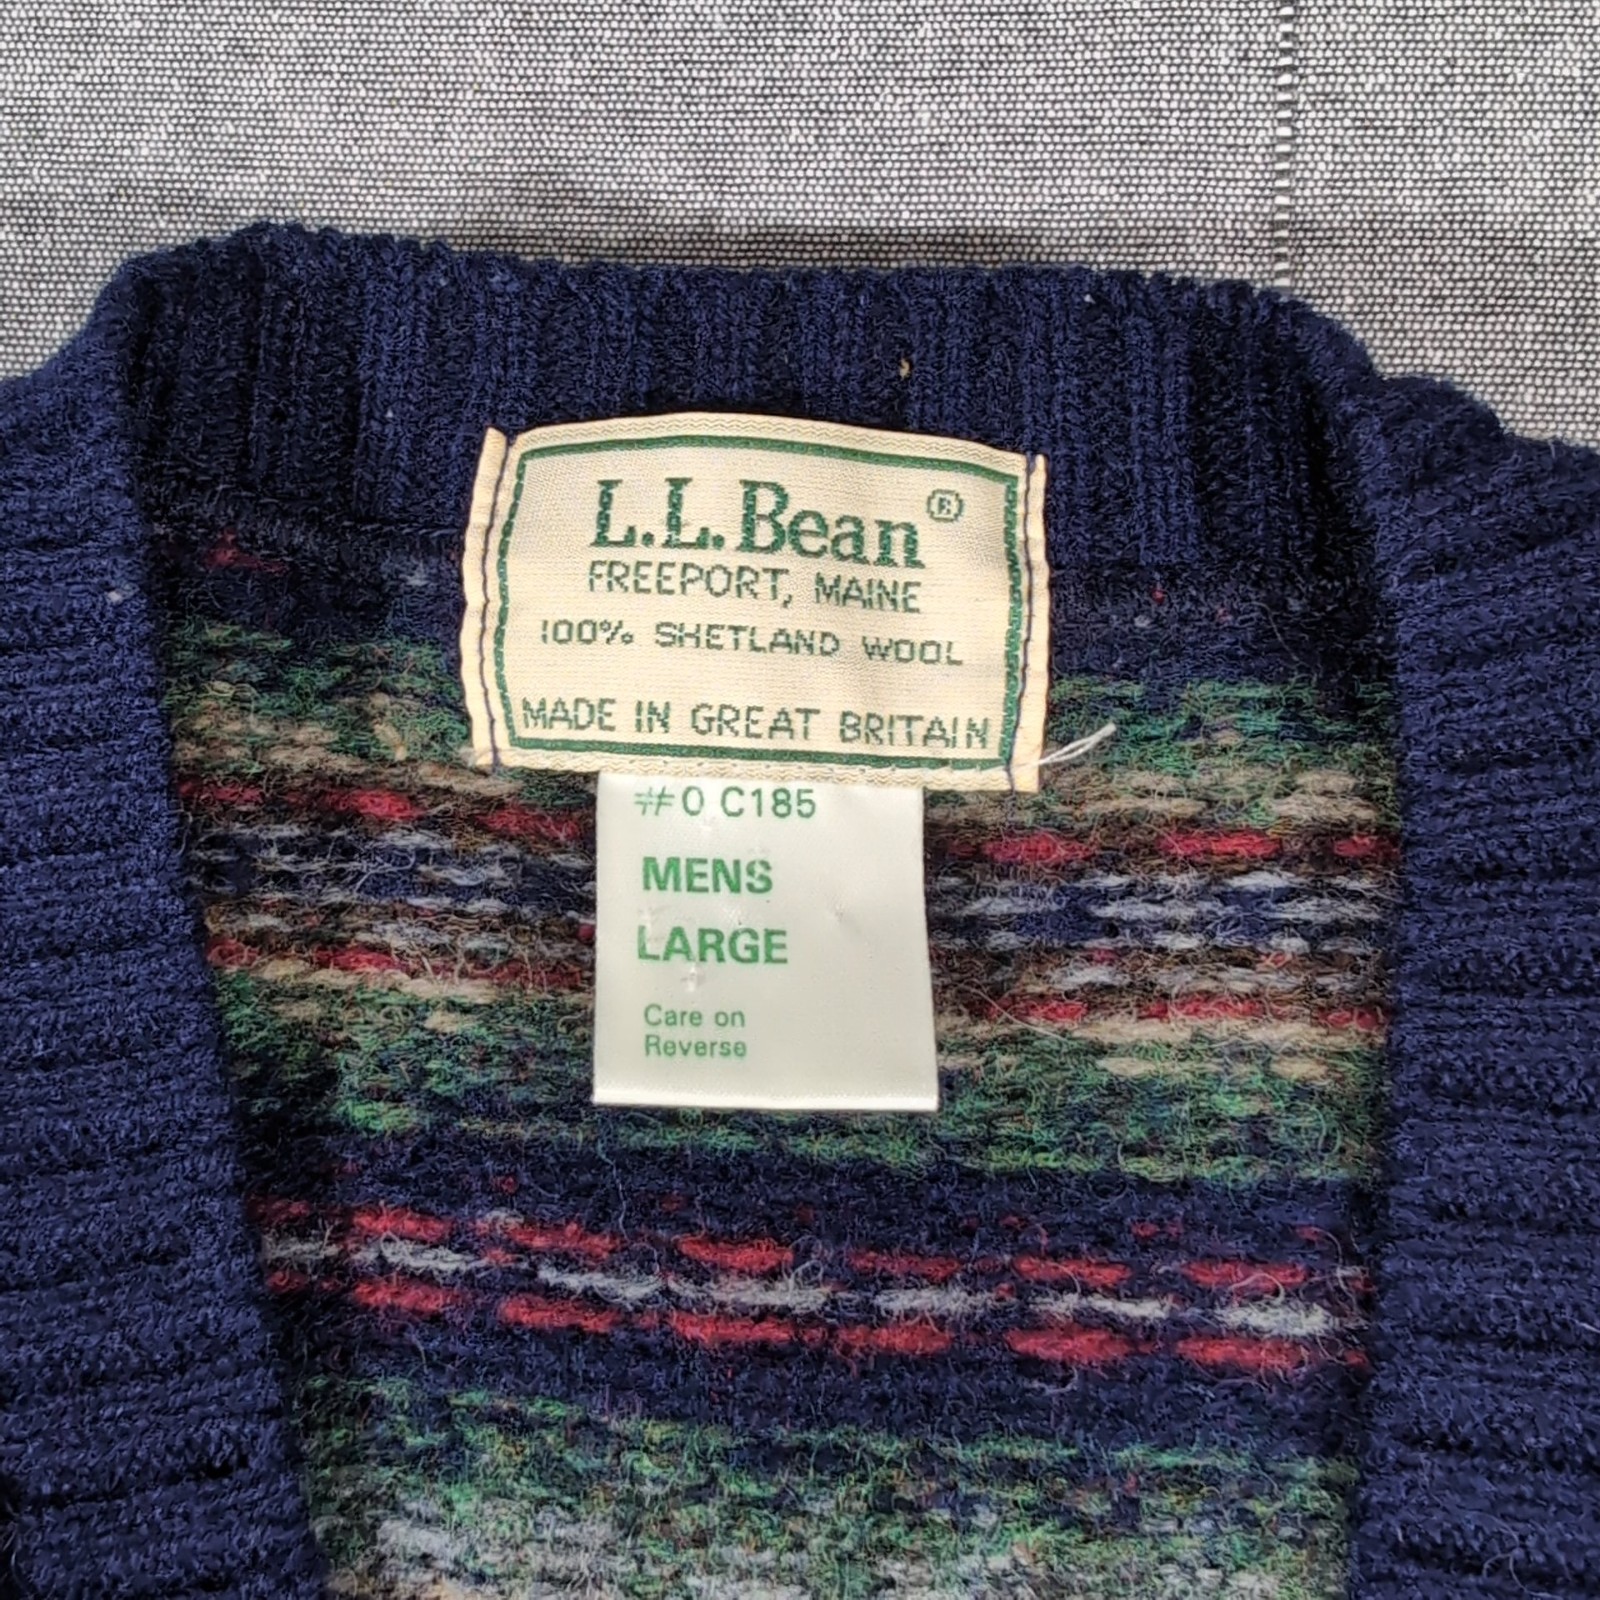 L.L.Bean®
FREEPORT, MAINE
100% SHETLAND WOOL
MADE IN GREAT BRITAIN
#0 C185
MENS
LARGE
Care on
Reverse